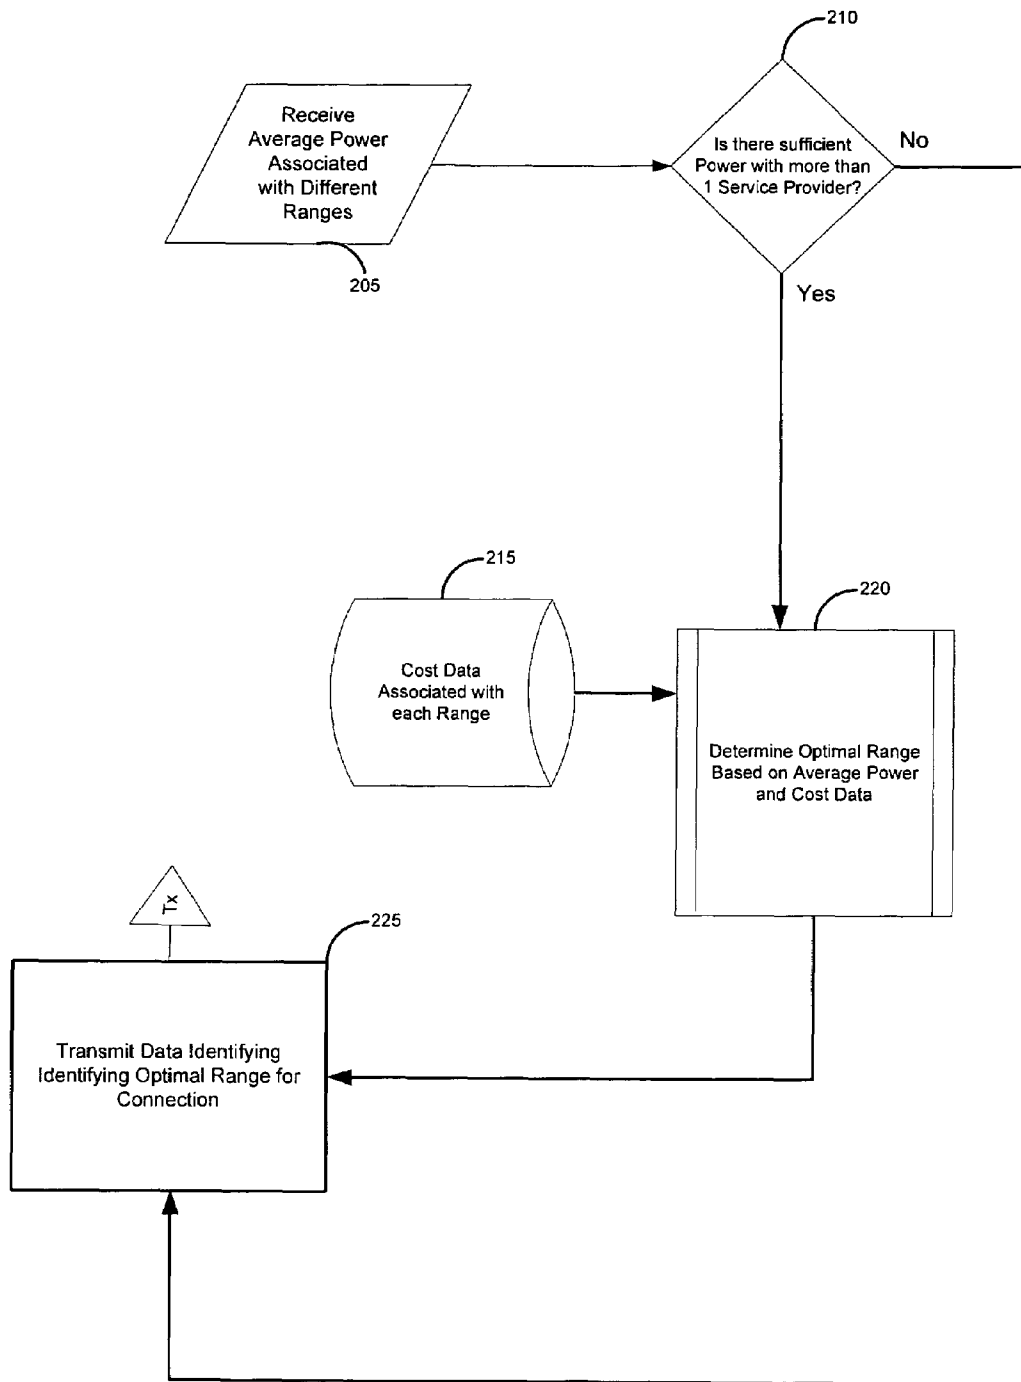 210
Receive
Average Power
Associated
with Different
Ranges
205
Is there sufficient
Power with more than
1 Service Provider?
No
Yes
215
Cost Data
Associated with
each Range
220
Determine Optimal Range
Based on Average Power
and Cost Data
Tx
225
Transmit Data Identifying
Identifying Optimal Range for
Connection